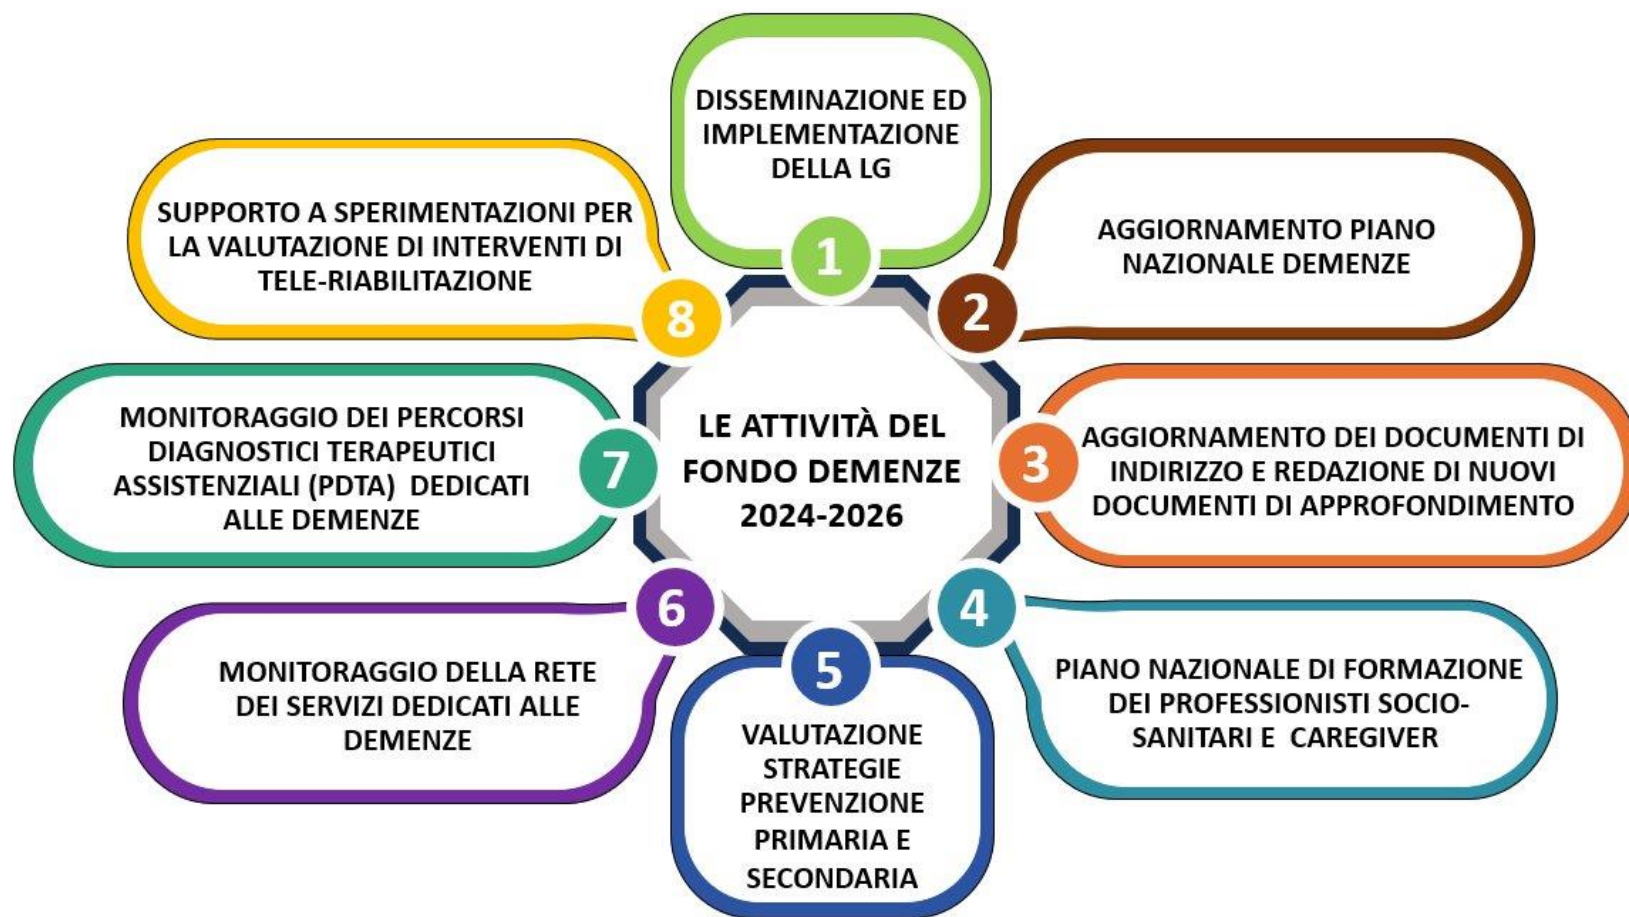 LE ATTIVITÀ DEL
FONDO DEMENZE
2024-2026
DISSEMINAZIONE ED
IMPLEMENTAZIONE
DELLA LG
1
AGGIORNAMENTO PIANO
NAZIONALE DEMENZE
2
AGGIORNAMENTO DEI DOCUMENTI DI
INDIRIZZO E REDAZIONE DI NUOVI
DOCUMENTI DI APPROFONDIMENTO
3
PIANO NAZIONALE DI FORMAZIONE
DEI PROFESSIONISTI SOCIO-
SANITARI E CAREGIVER
4
5
VALUTAZIONE
STRATEGIE
PREVENZIONE
PRIMARIA E
SECONDARIA
6
MONITORAGGIO DELLA RETE
DEI SERVIZI DEDICATI ALLE
DEMENZE
7
MONITORAGGIO DEI PERCORSI
DIAGNOSTICI TERAPEUTICI
ASSISTENZIALI (PDTA) DEDICATI
ALLE DEMENZE
8
SUPPORTO A SPERIMENTAZIONI PER
LA VALUTAZIONE DI INTERVENTI DI
TELE-RIABILITAZIONE